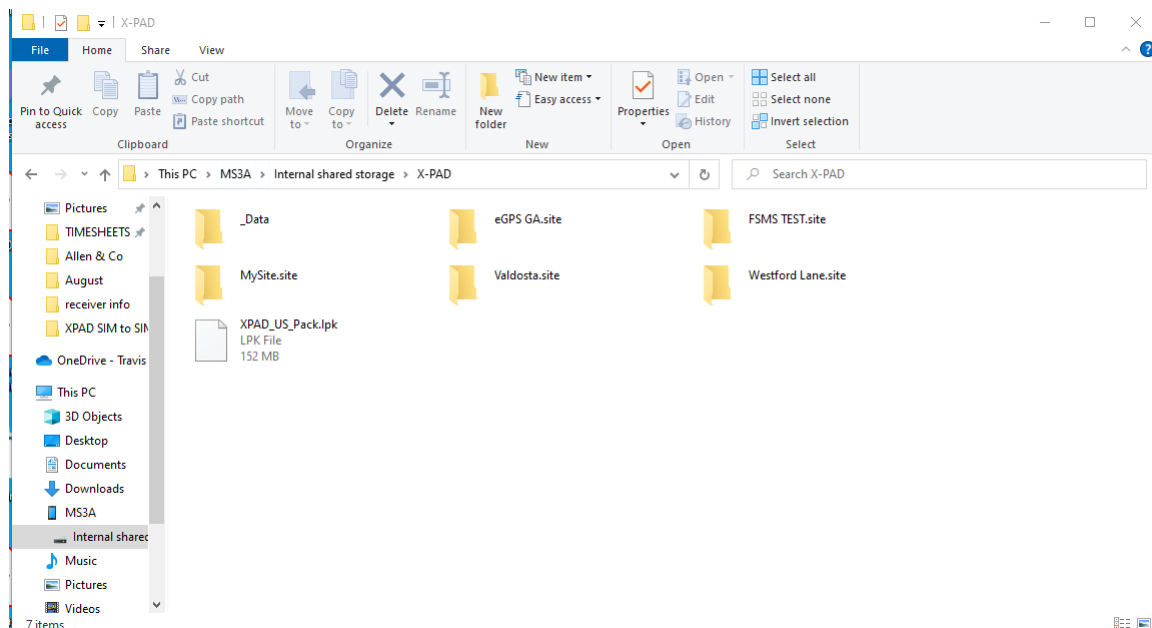 X-PAD
File Home Share View
Pin to Quick access
Copy
Paste
Cut
Copy path
Paste shortcut
Clipboard
Move to
Copy to
Delete
Rename
Organize
New folder
New item
Easy access
New
Properties
Open
Edit
History
Open
Select all
Select none
Invert selection
Select
This PC > MS3A > Internal shared storage > X-PAD
Search X-PAD
Pictures
TIMESHEETS
Allen & Co
August
receiver info
XPAD SIM to SIM
OneDrive - Travis
This PC
3D Objects
Desktop
Documents
Downloads
MS3A
Internal shared
Music
Pictures
Videos
_Data
eGPS GA.site
FSMS TEST.site
MySite.site
Valdosta.site
Westford Lane.site
XPAD_US_Pack.lpk
LPK File
152 MB
7 items